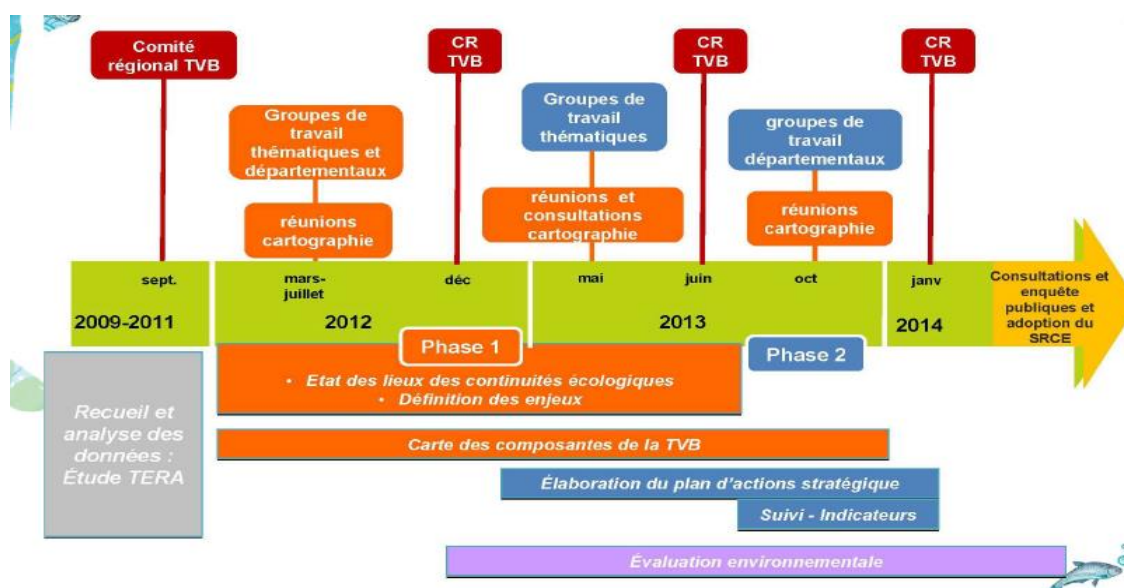 Comité
régional TVB
CR
TVB
CR
TVB
CR
TVB
Groupes de
travail
thématiques et
départementaux
Groupes de
travail
thématiques
groupes de
travail
départementaux
réunions
cartographie
réunions et
consultations
cartographie
réunions
cartographie
sept.
mars-
juillet
déc
mai
juin
oct
janv
2009-2011
2012
2013
2014
Consultations et
enquête
publiques et
adoption du
SRCE
Phase 1
Phase 2
Recueil et
analyse des
données :
Étude TERA
• Etat des lieux des continuités écologiques
• Définition des enjeux
Carte des composantes de la TVB
Élaboration du plan d'actions stratégique
Suivi - Indicateurs
Évaluation environnementale